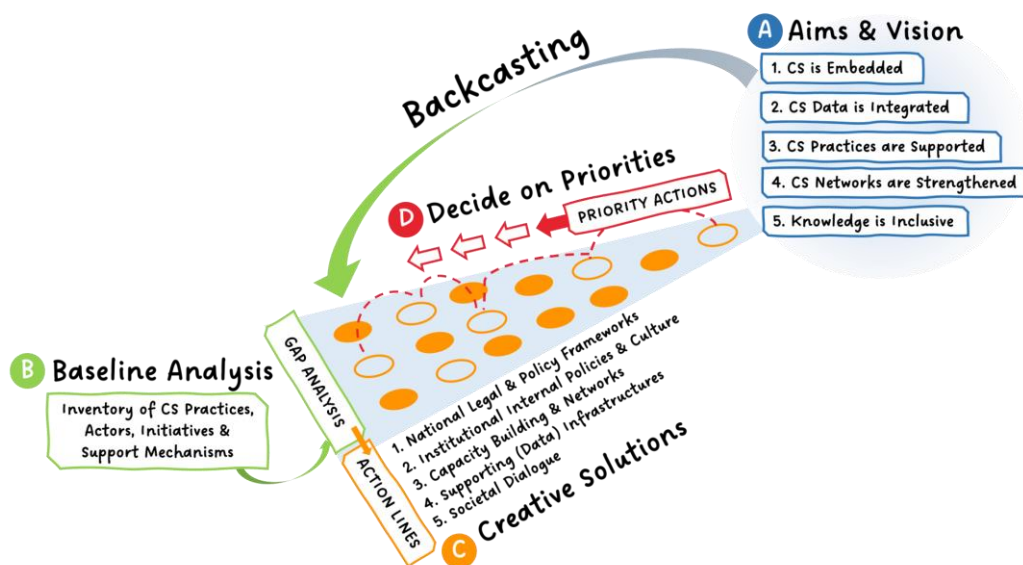 A Aims & Vision
1. CS is Embedded
2. CS Data is Integrated
3. CS Practices are Supported
4. CS Networks are Strengthened
5. Knowledge is Inclusive
Backcasting
D Decide on Priorities
PRIORITY ACTIONS
B Baseline Analysis
Inventory of CS Practices,
Actors, Initiatives &
Support Mechanisms
GAP ANALYSIS
ACTION LINES
1. National Legal & Policy Frameworks
2. Institutional Internal Policies & Culture
3. Capacity Building & Networks
4. Supporting (Data) Infrastructures
5. Societal Dialogue
C Creative Solutions